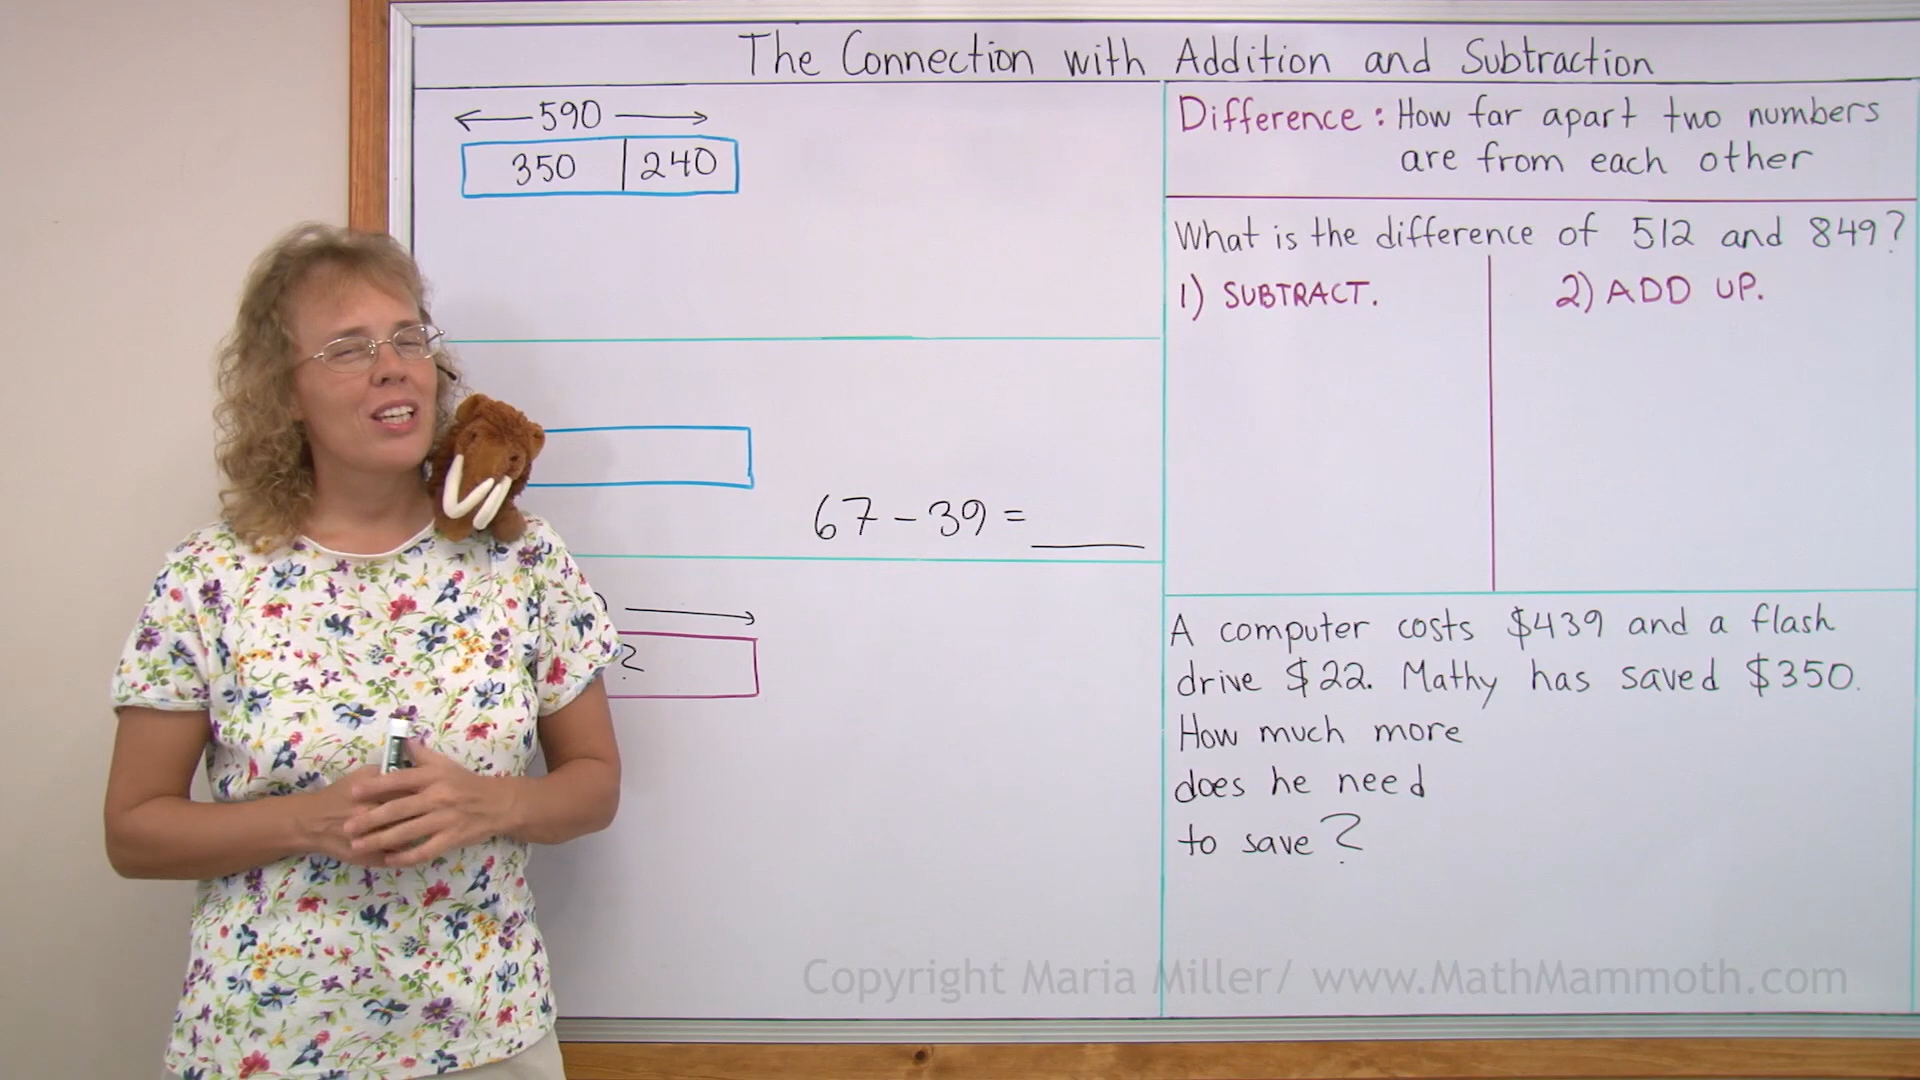 The Connection with Addition and Subtraction
590
350 240
67 - 39 =
?
Difference: How far apart two numbers
are from each other
What is the difference of 512 and 849?
1) SUBTRACT.
2) ADD UP.
A computer costs $439 and a flash
drive $22. Mathy has saved $350.
How much more
does he need
to save?
Copyright Maria Miller/ www.MathMammoth.com